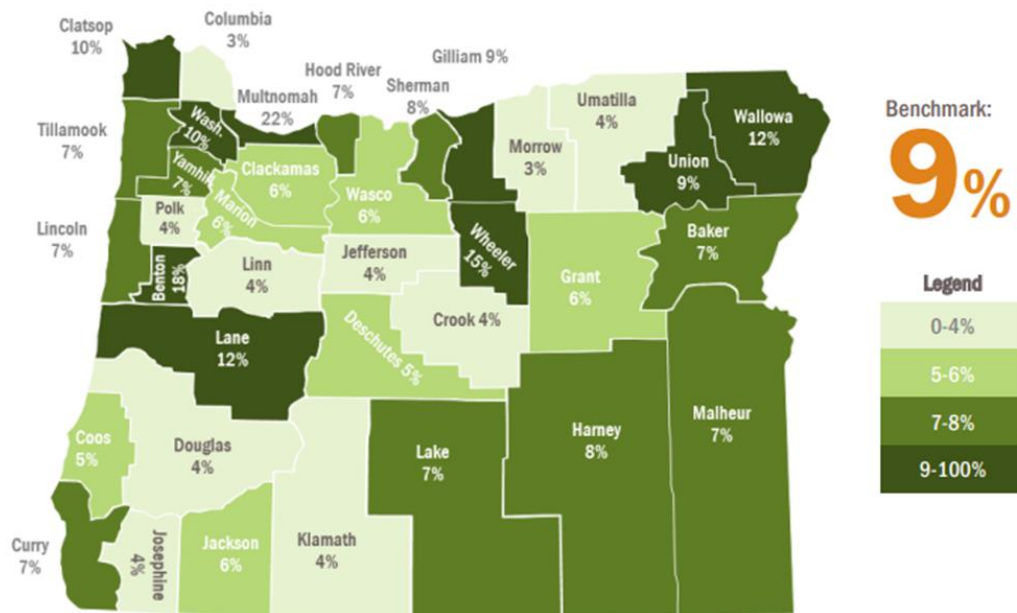 Clatsop
10%
Columbia
3%
Multnomah
22%
Hood River
7%
Sherman
8%
Gilliam 9%
Tillamook
7%
Wash.
10%
Yamhill
7%
Clackamas
6%
Marion
6%
Wasco
6%
Morrow
3%
Umatilla
4%
Union
9%
Wallowa
12%
Lincoln
7%
Polk
4%
Benton
18%
Linn
4%
Jefferson
4%
Wheeler
15%
Grant
6%
Baker
7%
Lane
12%
Deschutes 5%
Crook 4%
Coos
5%
Douglas
4%
Lake
7%
Harney
8%
Malheur
7%
Curry
7%
Josephine
4%
Jackson
6%
Klamath
4%
Benchmark:
9%
Legend
0-4%
5-6%
7-8%
9-100%